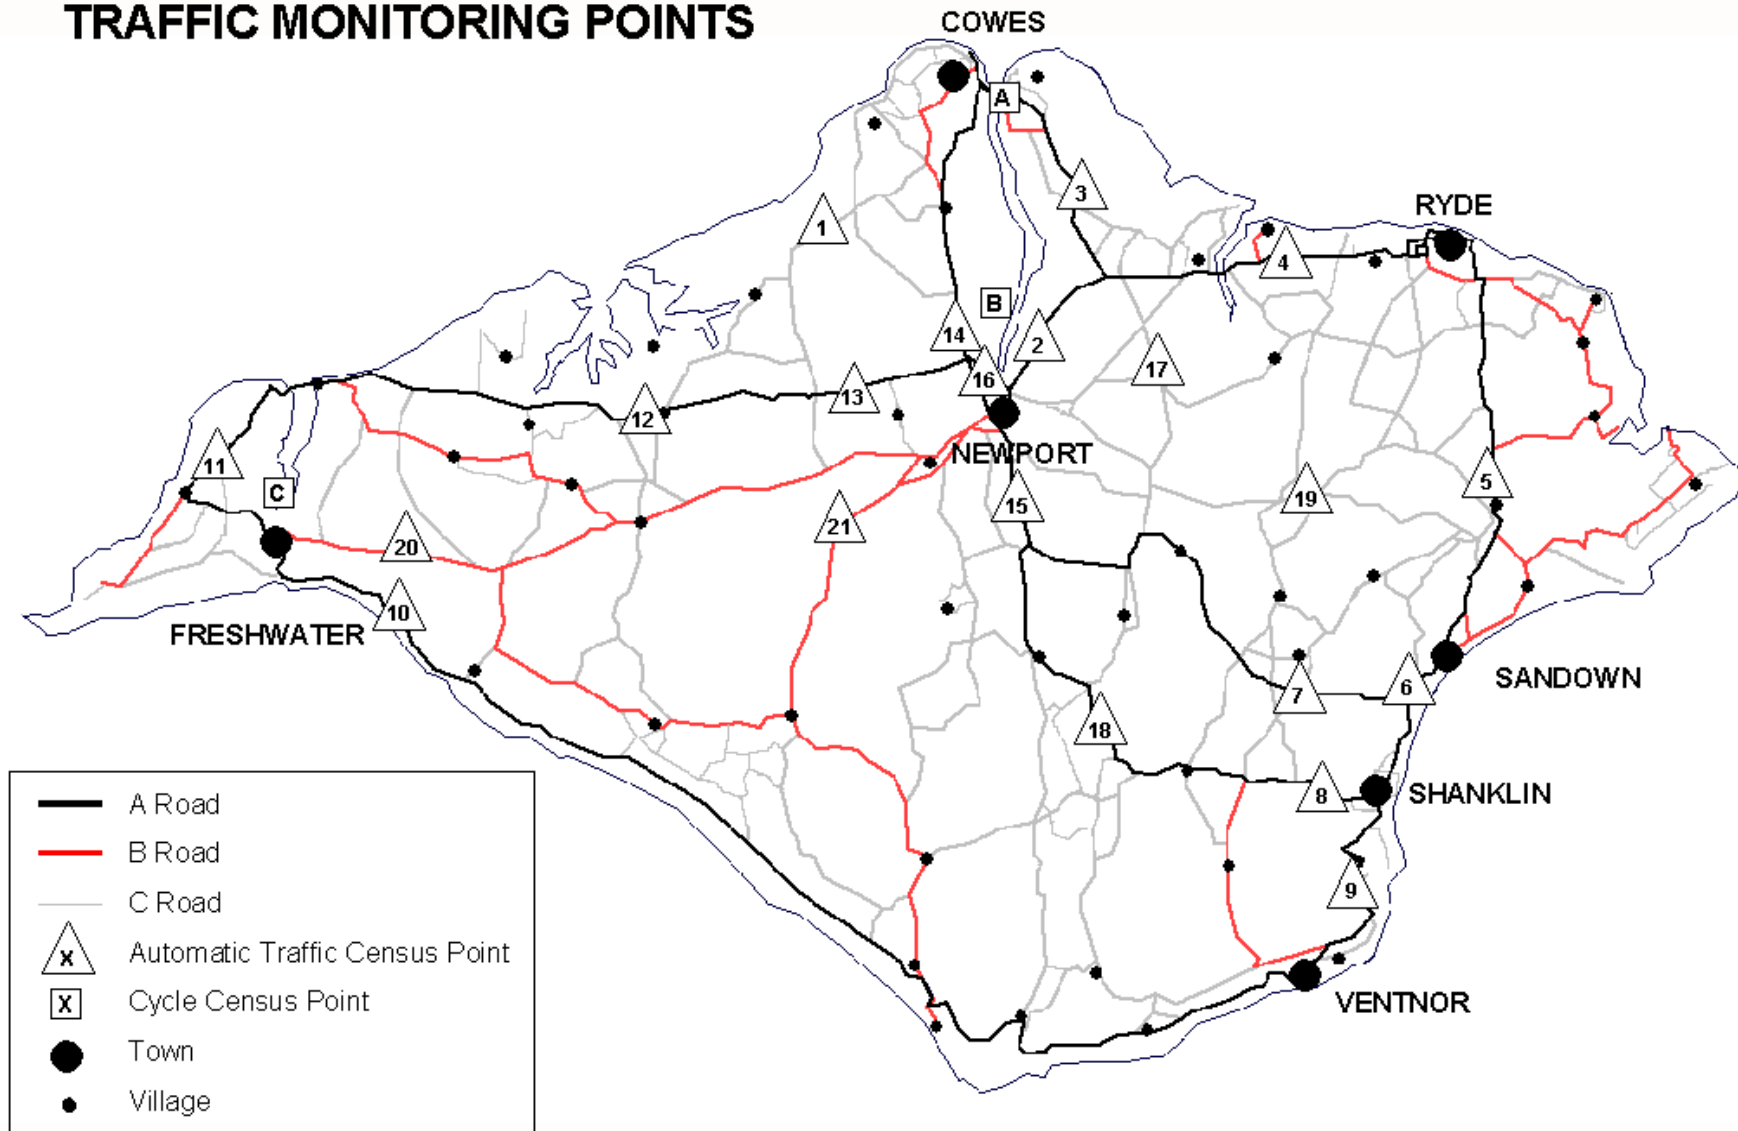 TRAFFIC MONITORING POINTS
COWES
A
3
RYDE
1
4
B
14
2
17
16
13
12
NEWPORT
11
C
5
19
15
21
20
10
FRESHWATER
SANDOWN
6
7
18
8
SHANKLIN
9
VENTNOR
A Road
B Road
C Road
X Automatic Traffic Census Point
X Cycle Census Point
Town
Village